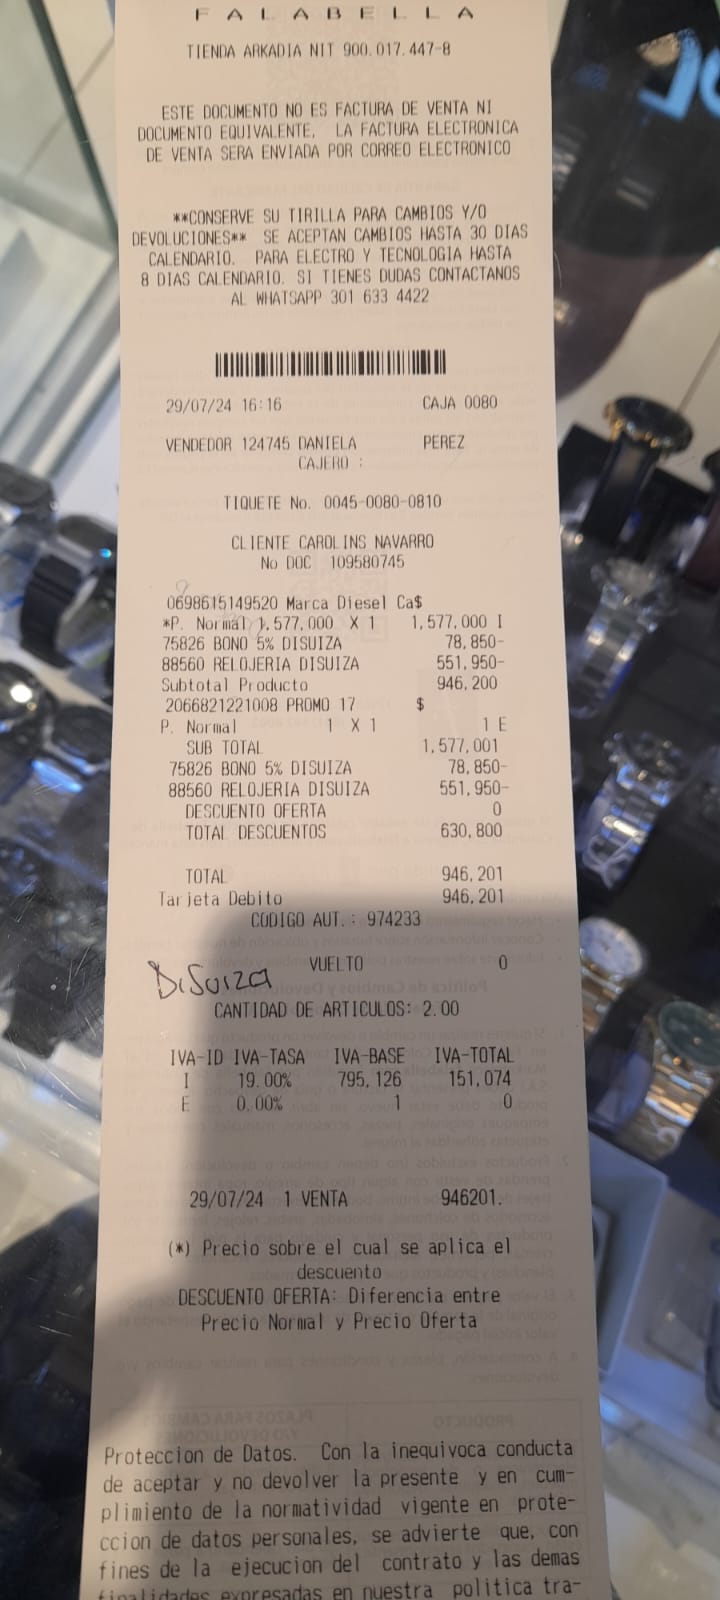 FALABELLA
TIENDA ARKADIA NIT 900.017.447-8
ESTE DOCUMENTO NO ES FACTURA DE VENTA NI
DOCUMENTO EQUIVALENTE, LA FACTURA ELECTRONICA
DE VENTA SERA ENVIADA POR CORREO ELECTRONICO
**CONSERVE SU TIRILLA PARA CAMBIOS Y/O
DEVOLUCIONES** SE ACEPTAN CAMBIOS HASTA 30 DIAS
CALENDARIO. PARA ELECTRO Y TECNOLOGIA HASTA
8 DIAS CALENDARIO. SI TIENES DUDAS CONTACTANOS
AL WHATSAPP 301 633 4422
29/07/24 16:16 CAJA 0080
VENDEDOR 124745 DANIELA PEREZ
CAJERO :
TIQUETE No. 0045-0080-0810
CLIENTE CAROLINS NAVARRO
No DOC 109580745
0698615149520 Marca Diesel Ca$
*P. Normal 1,577,000 X 1 1,577,000 I
75826 BONO 5% DISUIZA 78,850-
88560 RELOJERIA DISUIZA 551,950-
Subtotal Producto 946,200
2066821221008 PROMO 17 $
P. Normal 1 X 1 1 E
SUB TOTAL 1,577,001
75826 BONO 5% DISUIZA 78,850-
88560 RELOJERIA DISUIZA 551,950-
DESCUENTO OFERTA 0
TOTAL DESCUENTOS 630,800
TOTAL 946,201
Tarjeta Debito 946,201
CODIGO AUT.: 974233
DiSuiza VUELTO 0
CANTIDAD DE ARTICULOS: 2.00
IVA-ID IVA-TASA IVA-BASE IVA-TOTAL
I 19.00% 795,126 151,074
E 0.00% 1 0
29/07/24 1 VENTA 946201.
(*) Precio sobre el cual se aplica el
descuento
DESCUENTO OFERTA: Diferencia entre
Precio Normal y Precio Oferta
Proteccion de Datos. Con la inequivoca conducta
de aceptar y no devolver la presente y en cum-
plimiento de la normatividad vigente en prote-
ccion de datos personales, se advierte que, con
fines de la ejecucion del contrato y las demas
finalidades expresadas en nuestra politica tra-